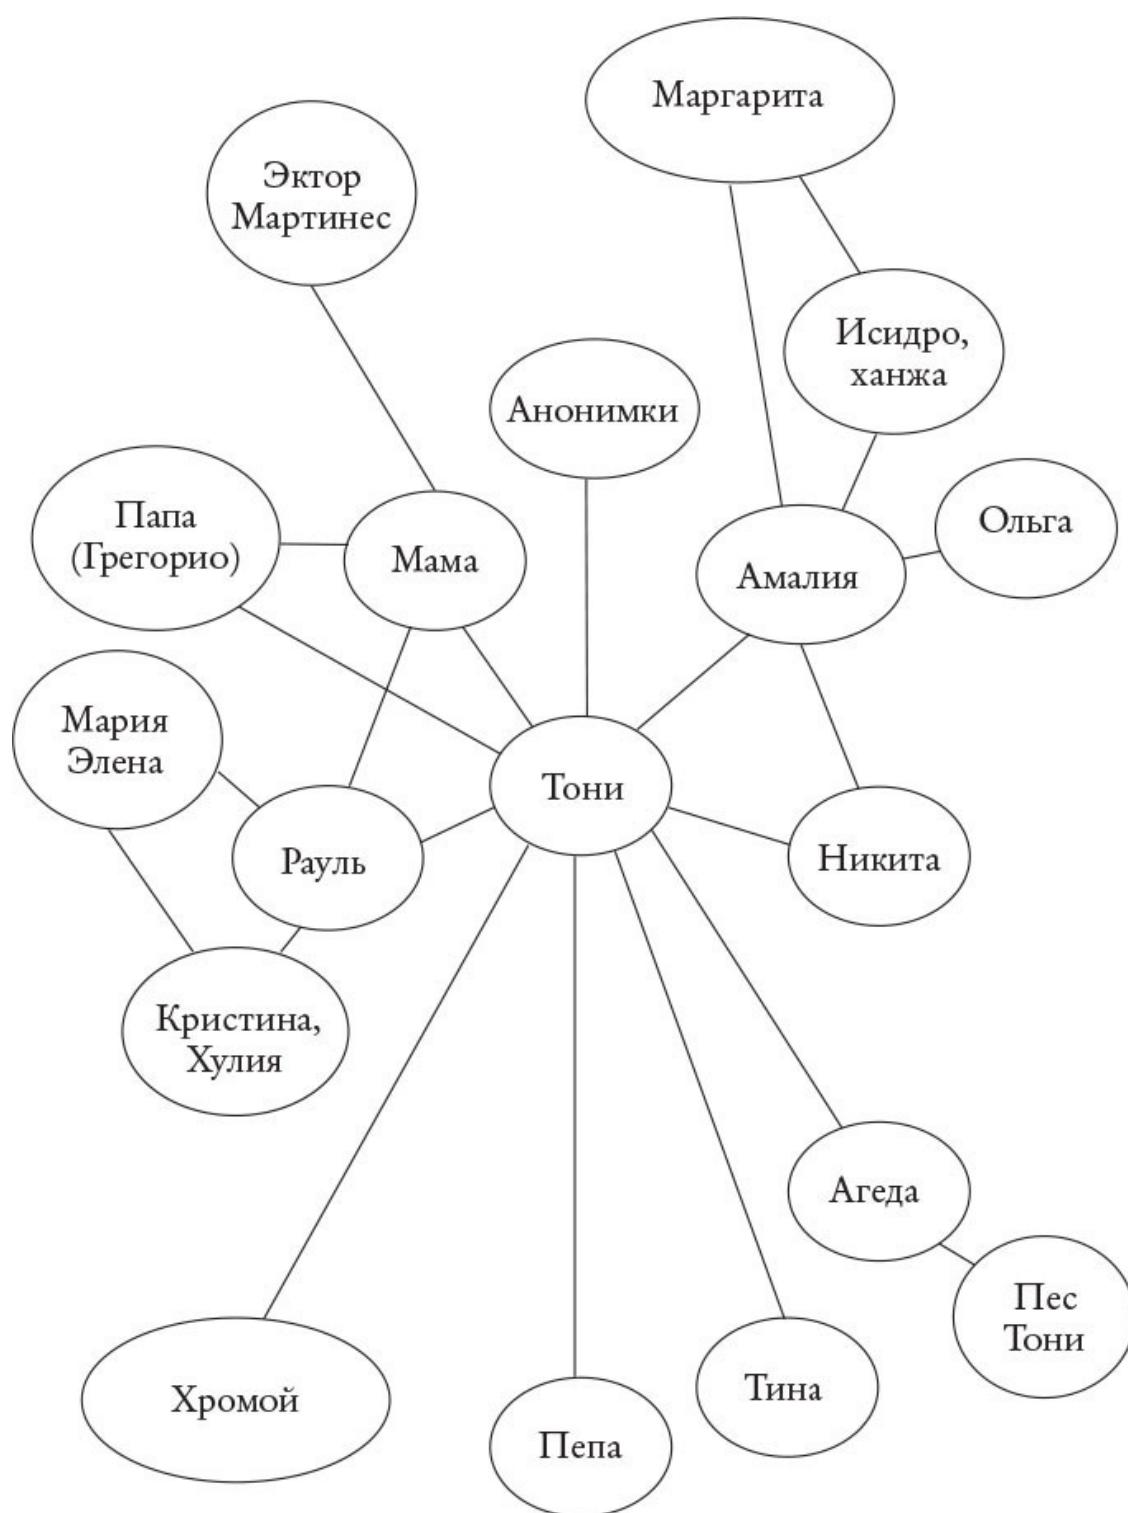 Маргарита
Эктор
Мартинес
Исидро,
ханжа
Анонимки
Папа
(Грегорио)
Мама
Ольга
Амалия
Мария
Элена
Тони
Рауль
Никита
Кристина,
Хулия
Агеда
Пес
Тони
Хромой
Тина
Пепа